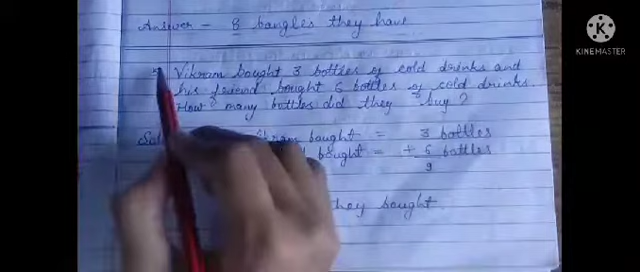 Answer - 8 bangles they have
Vikram bought 3 bottles of cold drinks and
his friend bought 6 bottles of cold drinks.
How many bottles did they buy ?
bought = 3 bottles
bought = + 6 bottles
9
they bought
KINEMASTER